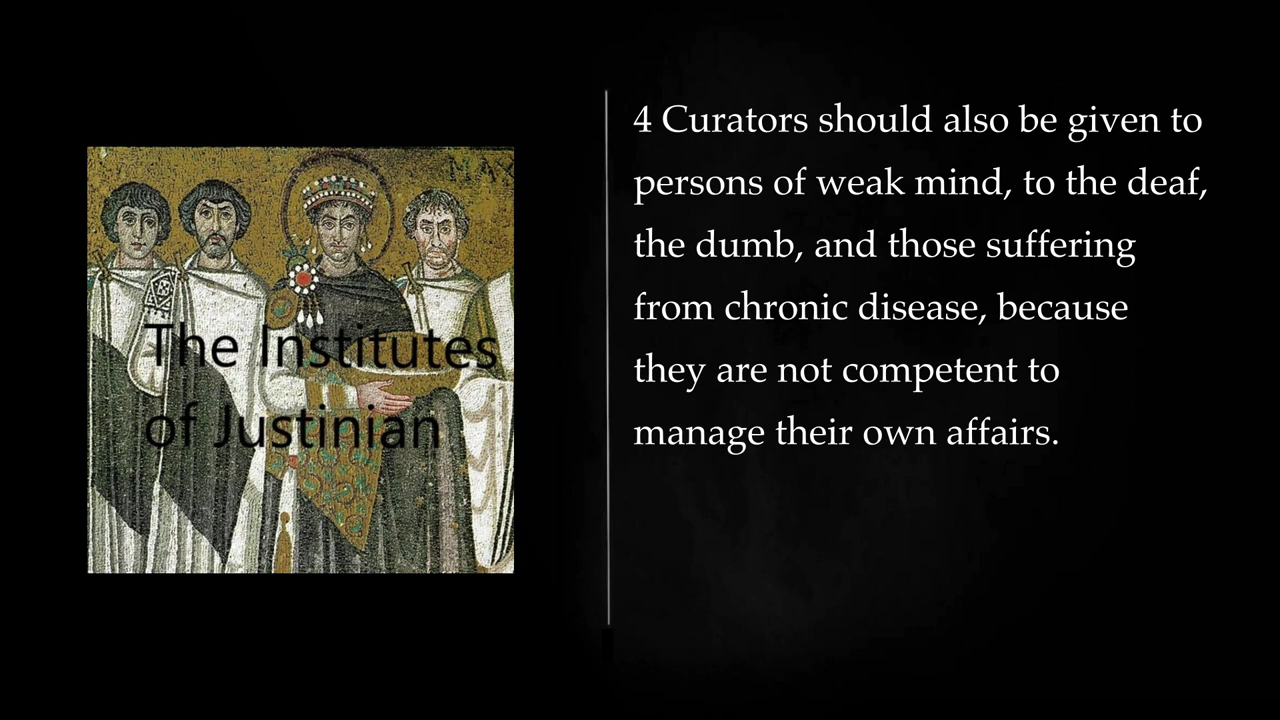 The Institutes
of Justinian
4 Curators should also be given to
persons of weak mind, to the deaf,
the dumb, and those suffering
from chronic disease, because
they are not competent to
manage their own affairs.